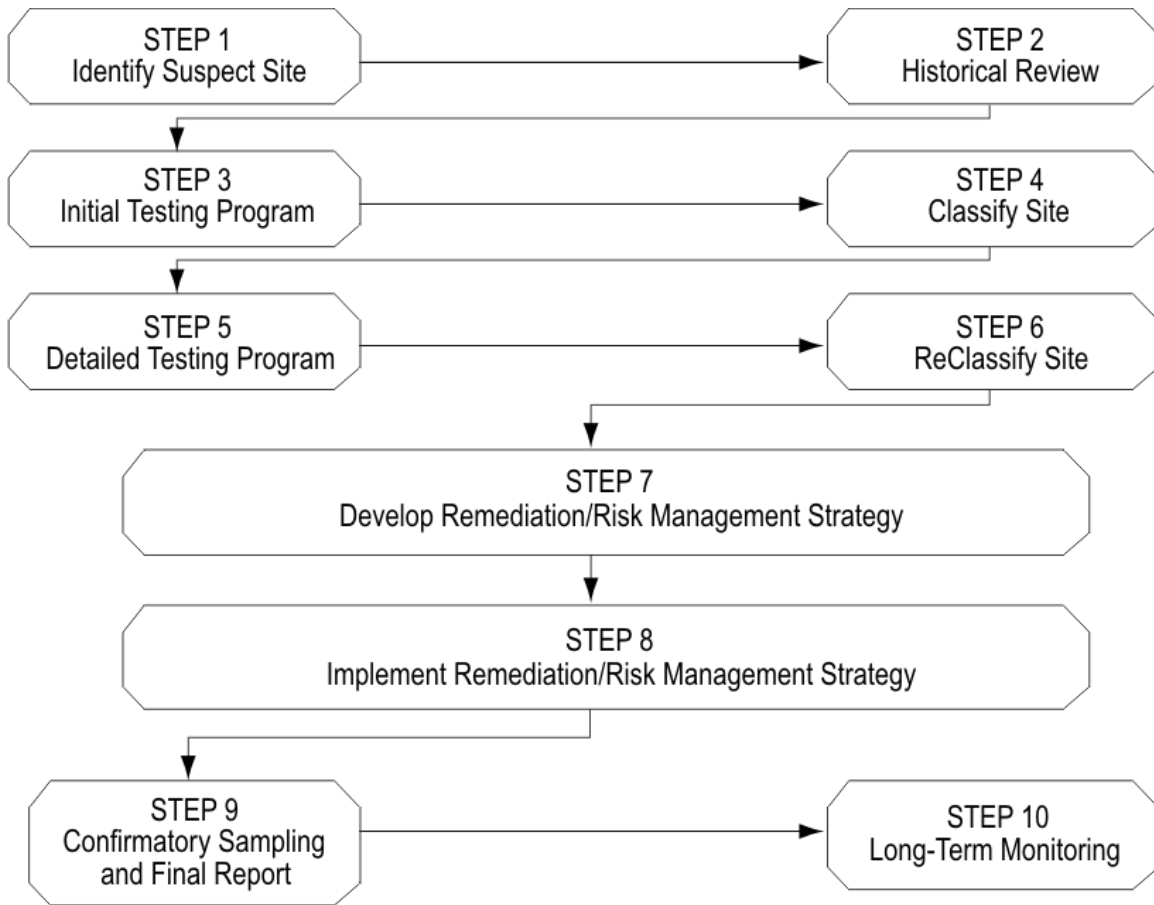 STEP 1
Identify Suspect Site
STEP 2
Historical Review
STEP 3
Initial Testing Program
STEP 4
Classify Site
STEP 5
Detailed Testing Program
STEP 6
ReClassify Site
STEP 7
Develop Remediation/Risk Management Strategy
STEP 8
Implement Remediation/Risk Management Strategy
STEP 9
Confirmatory Sampling
and Final Report
STEP 10
Long-Term Monitoring